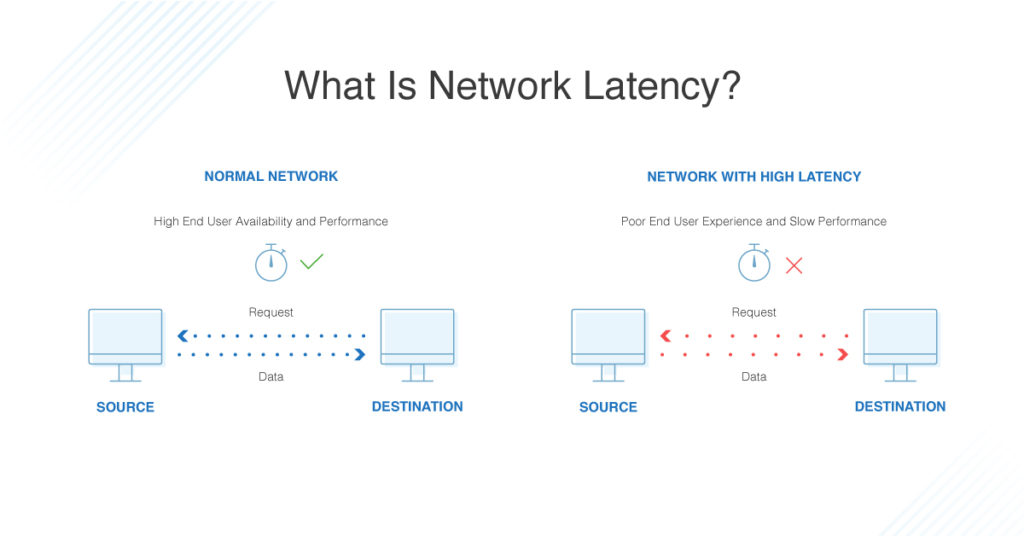 What Is Network Latency?
NORMAL NETWORK
High End User Availability and Performance
Request
Data
SOURCE
DESTINATION
NETWORK WITH HIGH LATENCY
Poor End User Experience and Slow Performance
Request
Data
SOURCE
DESTINATION